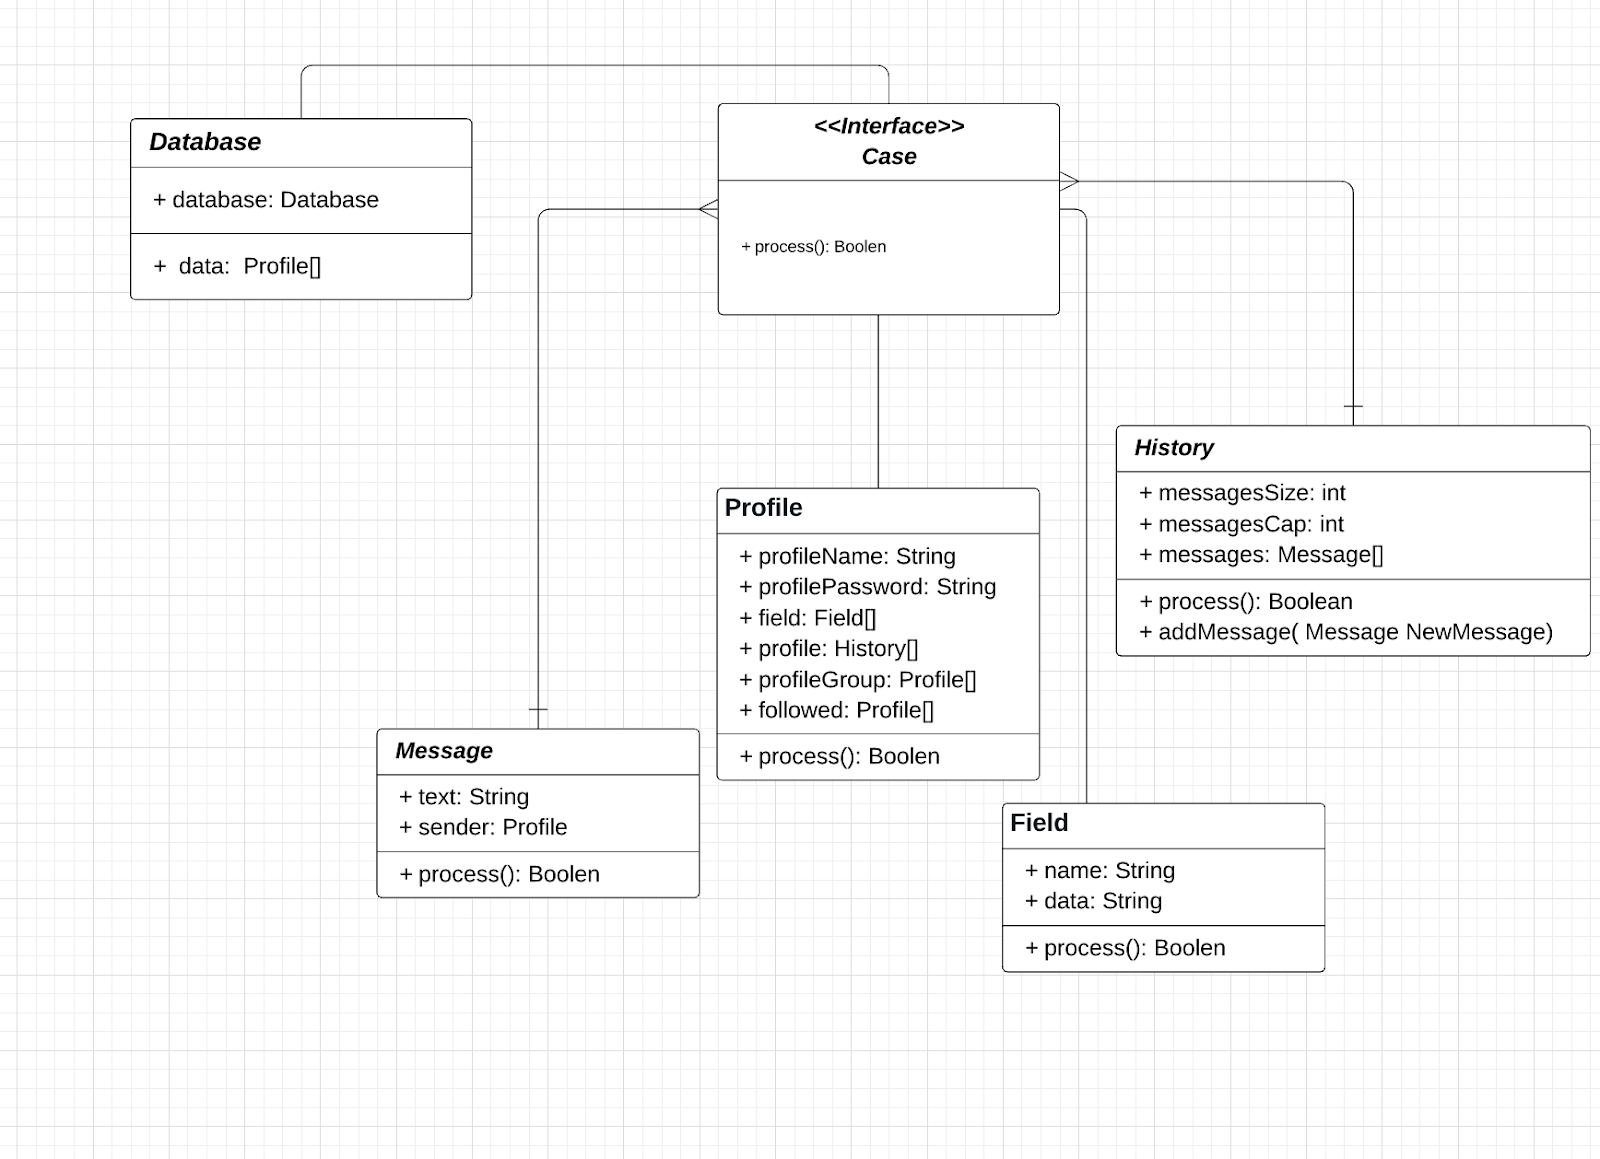 Database
+ database: Database
+ data: Profile[]
<<Interface>>
Case
+ process(): Boolen
History
+ messagesSize: int
+ messagesCap: int
+ messages: Message[]
+ process(): Boolean
+ addMessage( Message NewMessage)
Profile
+ profileName: String
+ profilePassword: String
+ field: Field[]
+ profile: History[]
+ profileGroup: Profile[]
+ followed: Profile[]
+ process(): Boolen
Message
+ text: String
+ sender: Profile
+ process(): Boolen
Field
+ name: String
+ data: String
+ process(): Boolen